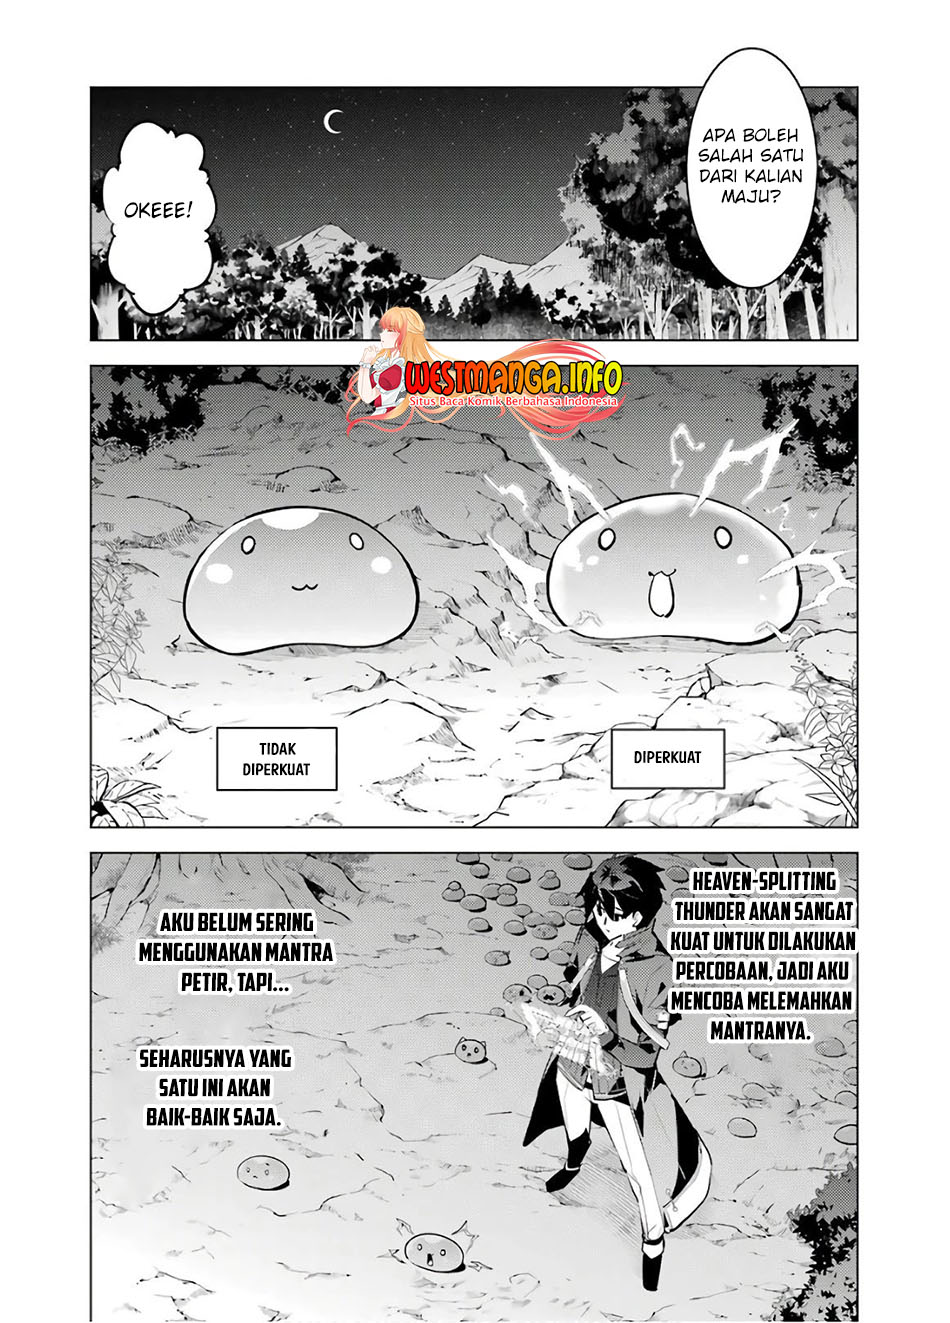 APA BOLEH
SALAH SATU
DARI KALIAN
MAJU?
OKEEE!
WESTMANGA.INFO
Situs Baca Komik Berbahasa Indonesia
TIDAK
DIPERKUAT
DIPERKUAT
HEAVEN-SPLITTING
THUNDER AKAN SANGAT
KUAT UNTUK DILAKUKAN
PERCOBAAN, JADI AKU
MENCOBA MELEMAHKAN
MANTRANYA.
AKU BELUM SERING
MENGGUNAKAN MANTRA
PETIR, TAPI...
SEHARUSNYA YANG
SATU INI AKAN
BAIK-BAIK SAJA.